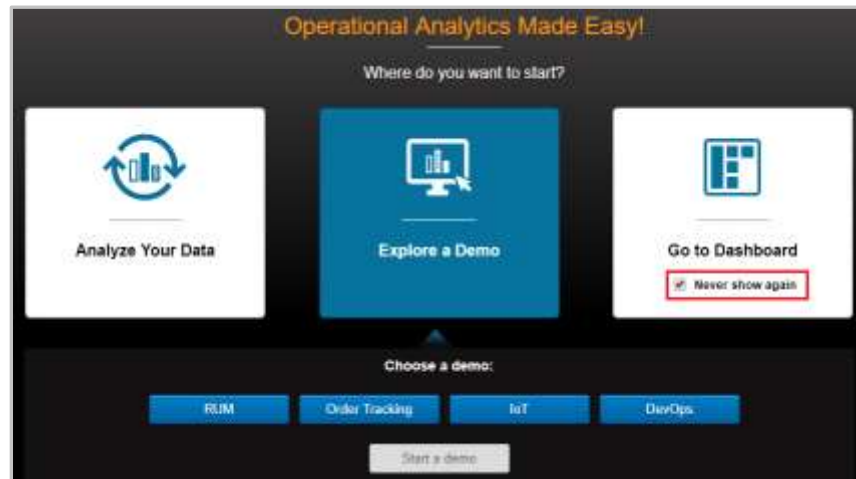 Operational Analytics Made Easy!
Where do you want to start?
Analyze Your Data
Explore a Demo
Go to Dashboard
Never show again
Choose a demo:
RUM
Order Tracking
IoT
DevOps
Start a demo